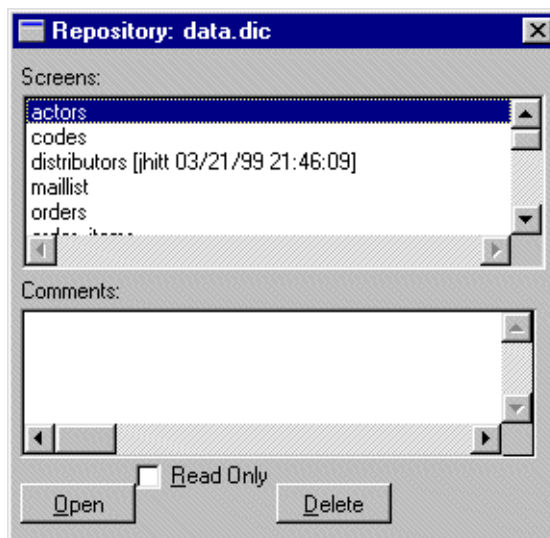 Repository: data.dic
Screens:
actors
codes
distributors [jhitt 03/21/99 21:46:09]
maillist
orders
Comments:
Read Only
Open
Delete